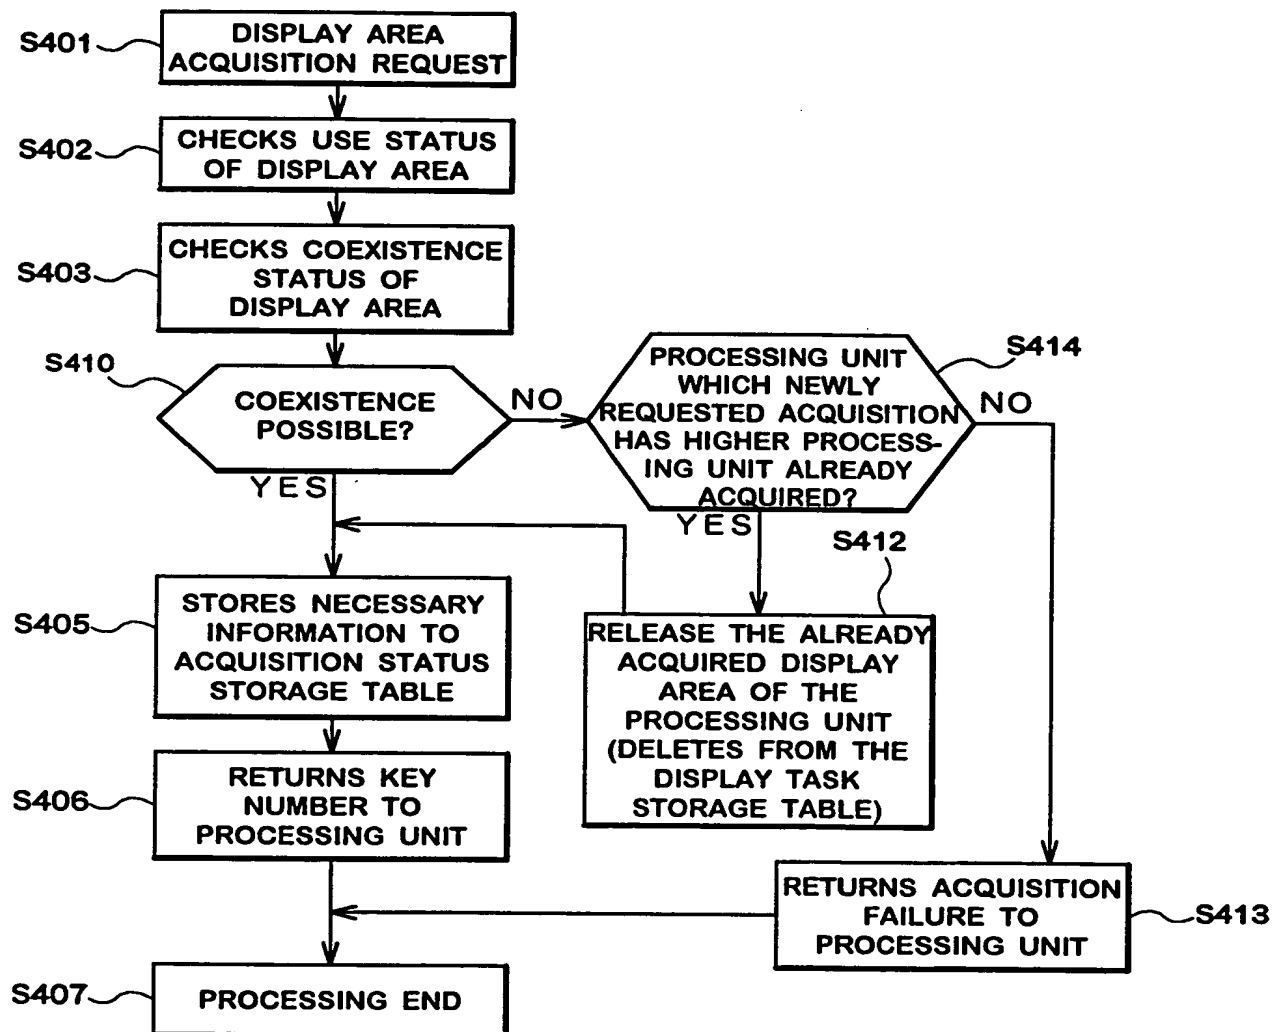 S401
DISPLAY AREA
ACQUISITION REQUEST
S402
CHECKS USE STATUS
OF DISPLAY AREA
S403
CHECKS COEXISTENCE
STATUS OF
DISPLAY AREA
S410
COEXISTENCE
POSSIBLE?
NO
YES
S414
PROCESSING UNIT
WHICH NEWLY
REQUESTED ACQUISITION
HAS HIGHER PROCESS-
ING UNIT ALREADY
ACQUIRED?
NO
YES
S412
RELEASE THE ALREADY
ACQUIRED DISPLAY
AREA OF THE
PROCESSING UNIT
(DELETES FROM THE
DISPLAY TASK
STORAGE TABLE)
S405
STORES NECESSARY
INFORMATION TO
ACQUISITION STATUS
STORAGE TABLE
S406
RETURNS KEY
NUMBER TO
PROCESSING UNIT
RETURNS ACQUISITION
FAILURE TO
PROCESSING UNIT
S413
S407
PROCESSING END